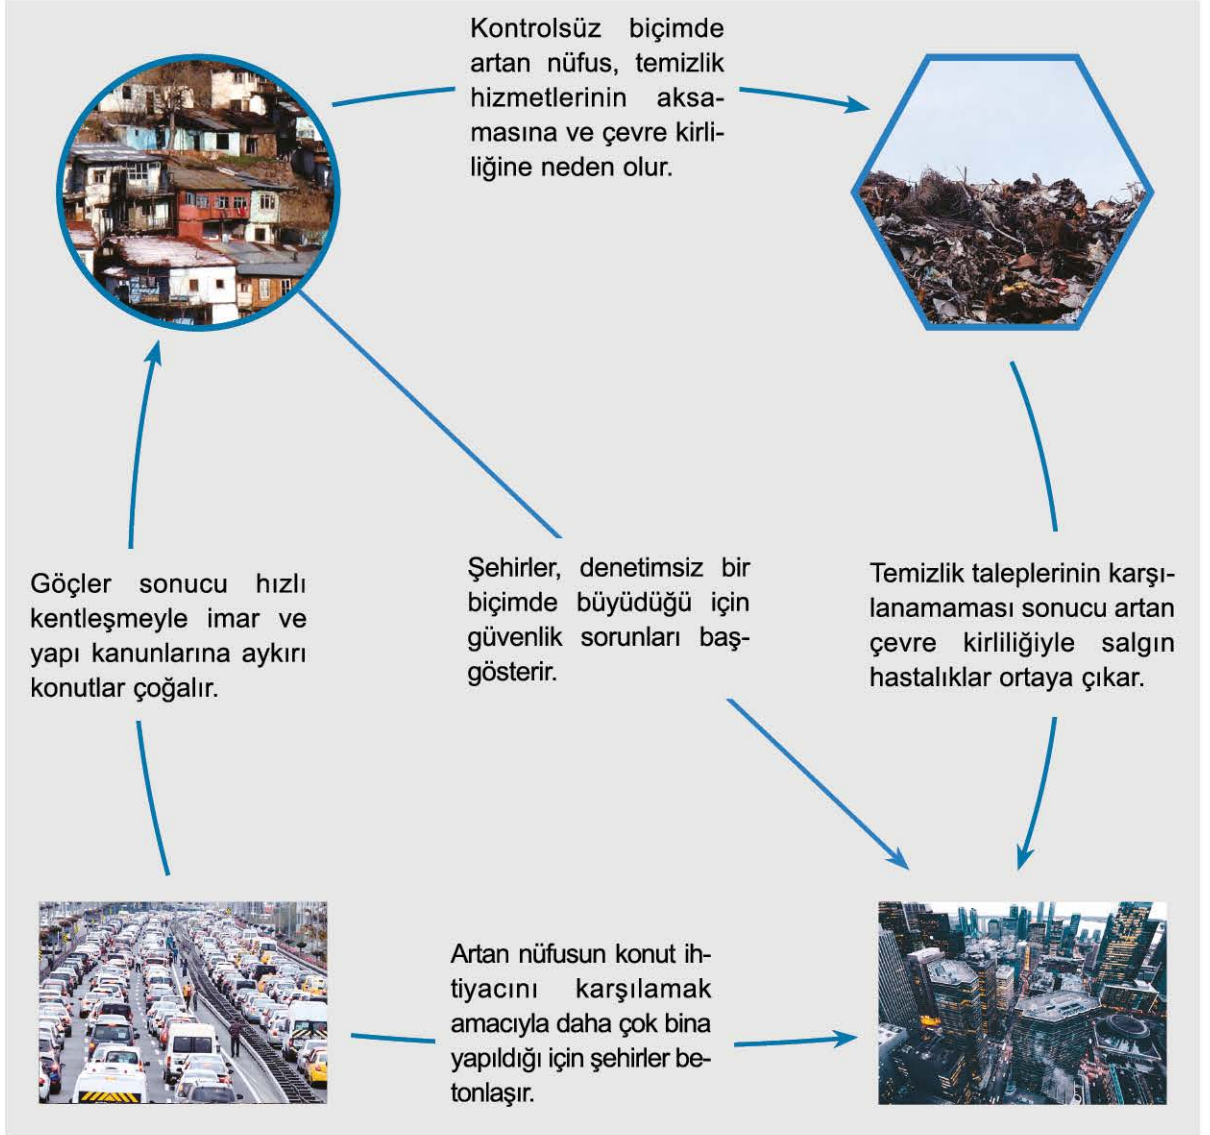 Kontrolsüz biçimde
artan nüfus, temizlik
hizmetlerinin aksa-
masına ve çevre kirli-
liğine neden olur.
Göçler sonucu hızlı
kentleşmeyle imar ve
yapı kanunlarına aykırı
konutlar çoğalır.
Şehirler, denetimsiz bir
biçimde büyüdüğü için
güvenlik sorunları baş-
gösterir.
Temizlik taleplerinin karşı-
lanamaması sonucu artan
çevre kirliliğiyle salgın
hastalıklar ortaya çıkar.
Artan nüfusun konut ih-
tiyacını karşılamak
amacıyla daha çok bina
yapıldığı için şehirler be-
tonlaşır.